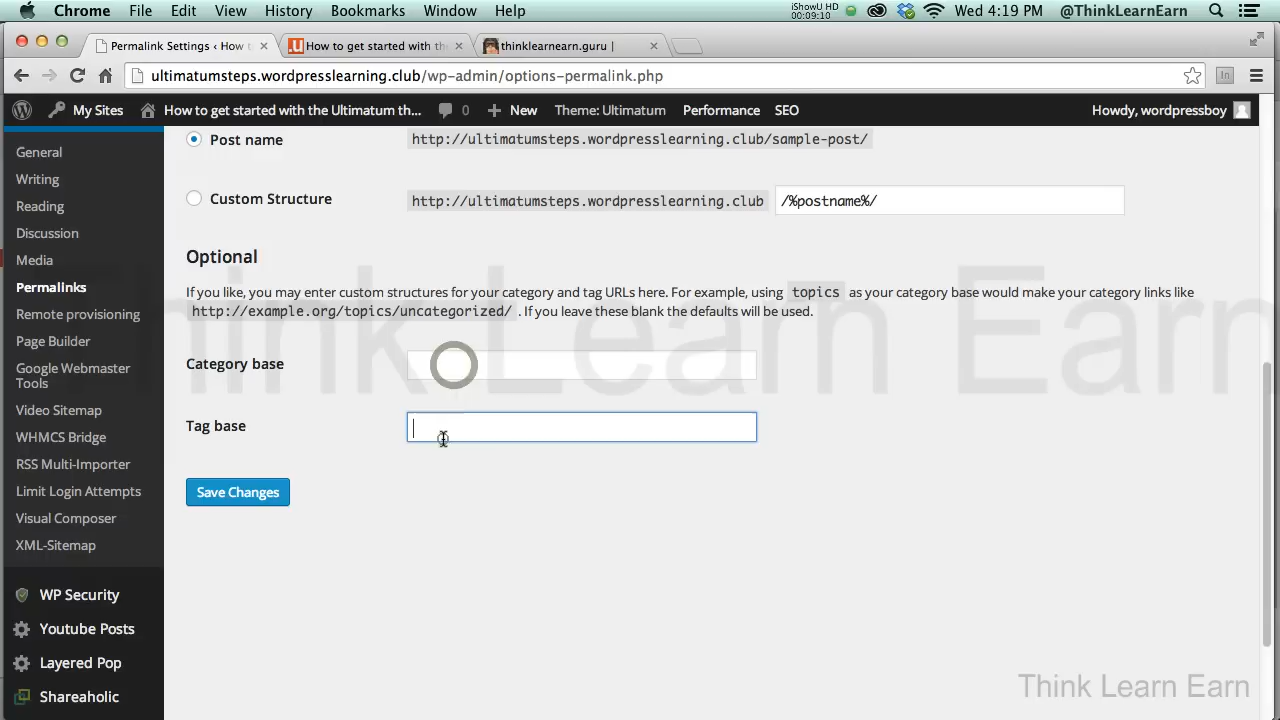 Chrome File Edit View History Bookmarks Window Help iShowU HD 00:09:10 Wed 4:19 PM @ThinkLearnEarn
Permalink Settings ‹ How t × How to get started with the × thinklearnearn.guru | ×
ultimatumsteps.wordpresslearning.club/wp-admin/options-permalink.php In
My Sites How to get started with the Ultimatum th... 0 New Theme: Ultimatum Performance SEO Howdy, wordpressboy
General
Writing
Reading
Discussion
Media
Permalinks
Remote provisioning
Page Builder
Google Webmaster
Tools
Video Sitemap
WHMCS Bridge
RSS Multi-Importer
Limit Login Attempts
Visual Composer
XML-Sitemap
WP Security
Youtube Posts
Layered Pop
Shareaholic
Post name http://ultimatumsteps.wordpresslearning.club/sample-post/
Custom Structure http://ultimatumsteps.wordpresslearning.club /%postname%/
Optional
If you like, you may enter custom structures for your category and tag URLs here. For example, using topics as your category base would make your category links like
http://example.org/topics/uncategorized/ . If you leave these blank the defaults will be used.
Category base
Tag base
Save Changes
Think Learn Earn
Think Learn Earn